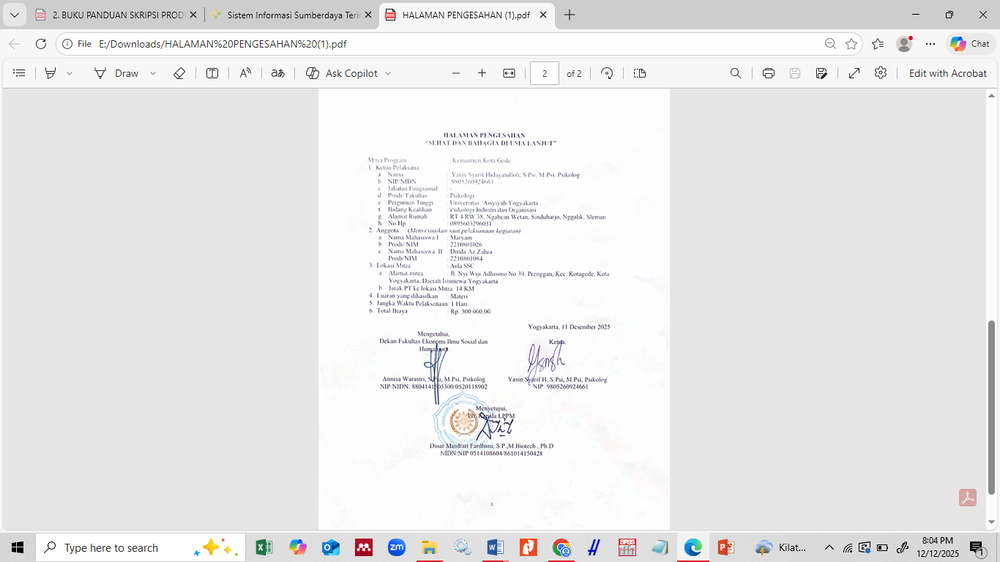 2. BUKU PANDUAN SKRIPSI PROD
Sistem Informasi Sumberdaya Terin
HALAMAN PENGESAHAN (1).pdf
File E:/Downloads/HALAMAN%20PENGESAHAN%20(1).pdf
Chat
Draw
Ask Copilot
2 of 2
Edit with Acrobat
HALAMAN PENGESAHAN
"SEHAT DAN BAHAGIA DI USIA LANJUT"
Mitra Program : Kemantren Kota Gede
1. Ketua Pelaksana
a. Nama : Yasin Syarif Hidayatulloh, S.Psi, M.Psi, Psikolog
b. NIP/NIDN : 9805260924661
c. Jabatan Fungsional : -
d. Prodi/ Fakultas : Psikologi
e. Perguruan Tinggi : Universitas 'Aisyiyah Yogyakarta
f. Bidang Keahlian : Psikologi Industri dan Organisasi
g. Alamat Rumah : RT 4 RW 38, Ngabean Wetan, Sinduharjo, Nggalik, Sleman
h. No Hp : 0895603296031
2. Anggota (Menyesuaikan saat pelaksanaan kegiatan)
a. Nama Mahasiswa I : Maryam
b. Prodi/ NIM : 2210801026
c. Nama Mahasiswa II : Dinda Az Zahra
Prodi/NIM : 2210801084
3. Lokasi Mitra : Aula SSC
a. Alamat mitra : Jl. Nyi Wiji Adhisoro No 39, Prenggan, Kec. Kotagede, Kota
Yogyakarta, Daerah Istimewa Yogyakarta
b. Jarak PT ke lokasi Mitra: 14 KM
4. Luaran yang dihasilkan : Materi
5. Jangka Waktu Pelaksanaan: 1 Hari
6. Total Biaya : Rp. 300.000,00
Yogyakarta, 11 Desember 2025
Mengetahui,
Dekan Fakultas Ekonomi Ilmu Sosial dan
Humaniora
Ketua,
Annisa Warastri, S.Psi, M.Psi, Psikolog
NIP/NIDN. 8804141505300/0520118902
Yasin Syarif H, S.Psi, M.Psi, Psikolog
NIP: 9805260924661
Menyetujui,
Plt. Kepala LPPM
Dinar Mindrati Fardhani, S.P.,M.Biotech., Ph.D
NIDN/NIP 0514108604/861014150428
3
Type here to search
Kilat...
8:04 PM
12/12/2025
1